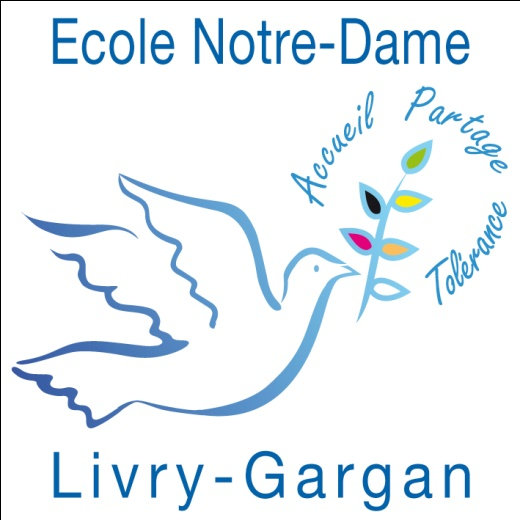 Ecole Notre-Dame
Accueil
Partage
Tolérance
Livry-Gargan